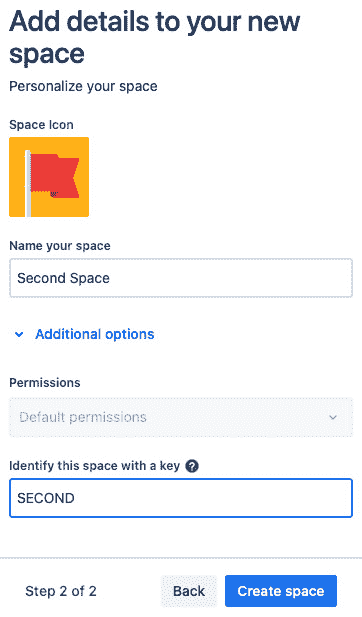 Add details to your new
space
Personalize your space
Space Icon
Name your space
Second Space
Additional options
Permissions
Default permissions
Identify this space with a key ?
SECOND
Step 2 of 2
Back
Create space